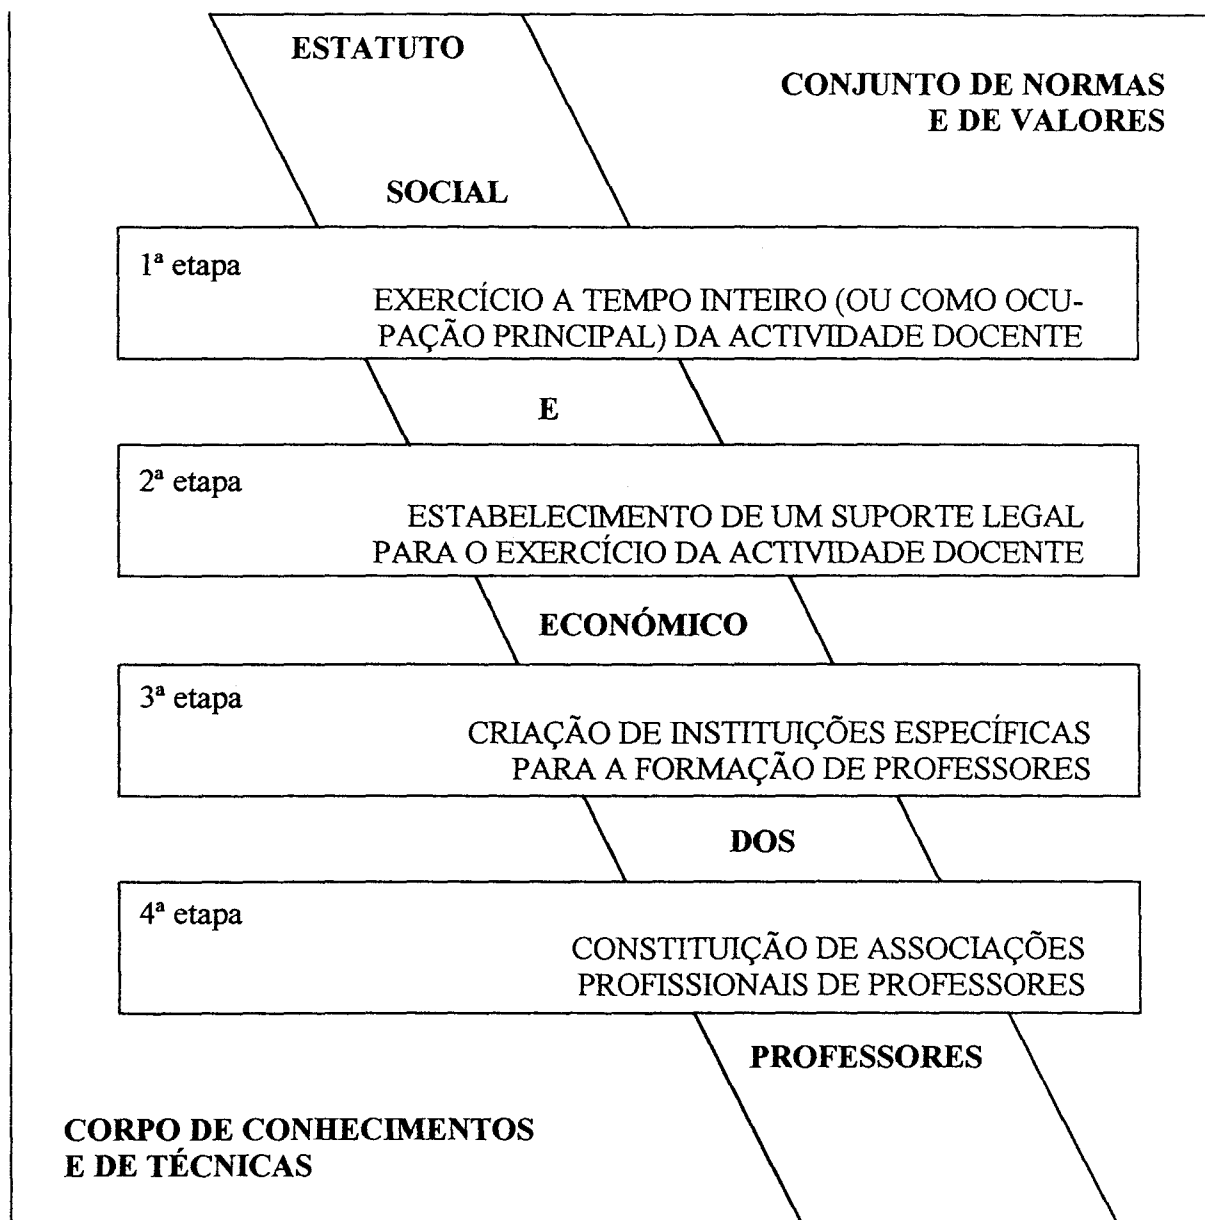 ESTATUTO
CONJUNTO DE NORMAS
E DE VALORES
SOCIAL
1ª etapa
EXERCÍCIO A TEMPO INTEIRO (OU COMO OCU-
PAÇÃO PRINCIPAL) DA ACTIVIDADE DOCENTE
E
2ª etapa
ESTABELECIMENTO DE UM SUPORTE LEGAL
PARA O EXERCÍCIO DA ACTIVIDADE DOCENTE
ECONÓMICO
3ª etapa
CRIAÇÃO DE INSTITUIÇÕES ESPECÍFICAS
PARA A FORMAÇÃO DE PROFESSORES
DOS
4ª etapa
CONSTITUIÇÃO DE ASSOCIAÇÕES
PROFISSIONAIS DE PROFESSORES
PROFESSORES
CORPO DE CONHECIMENTOS
E DE TÉCNICAS